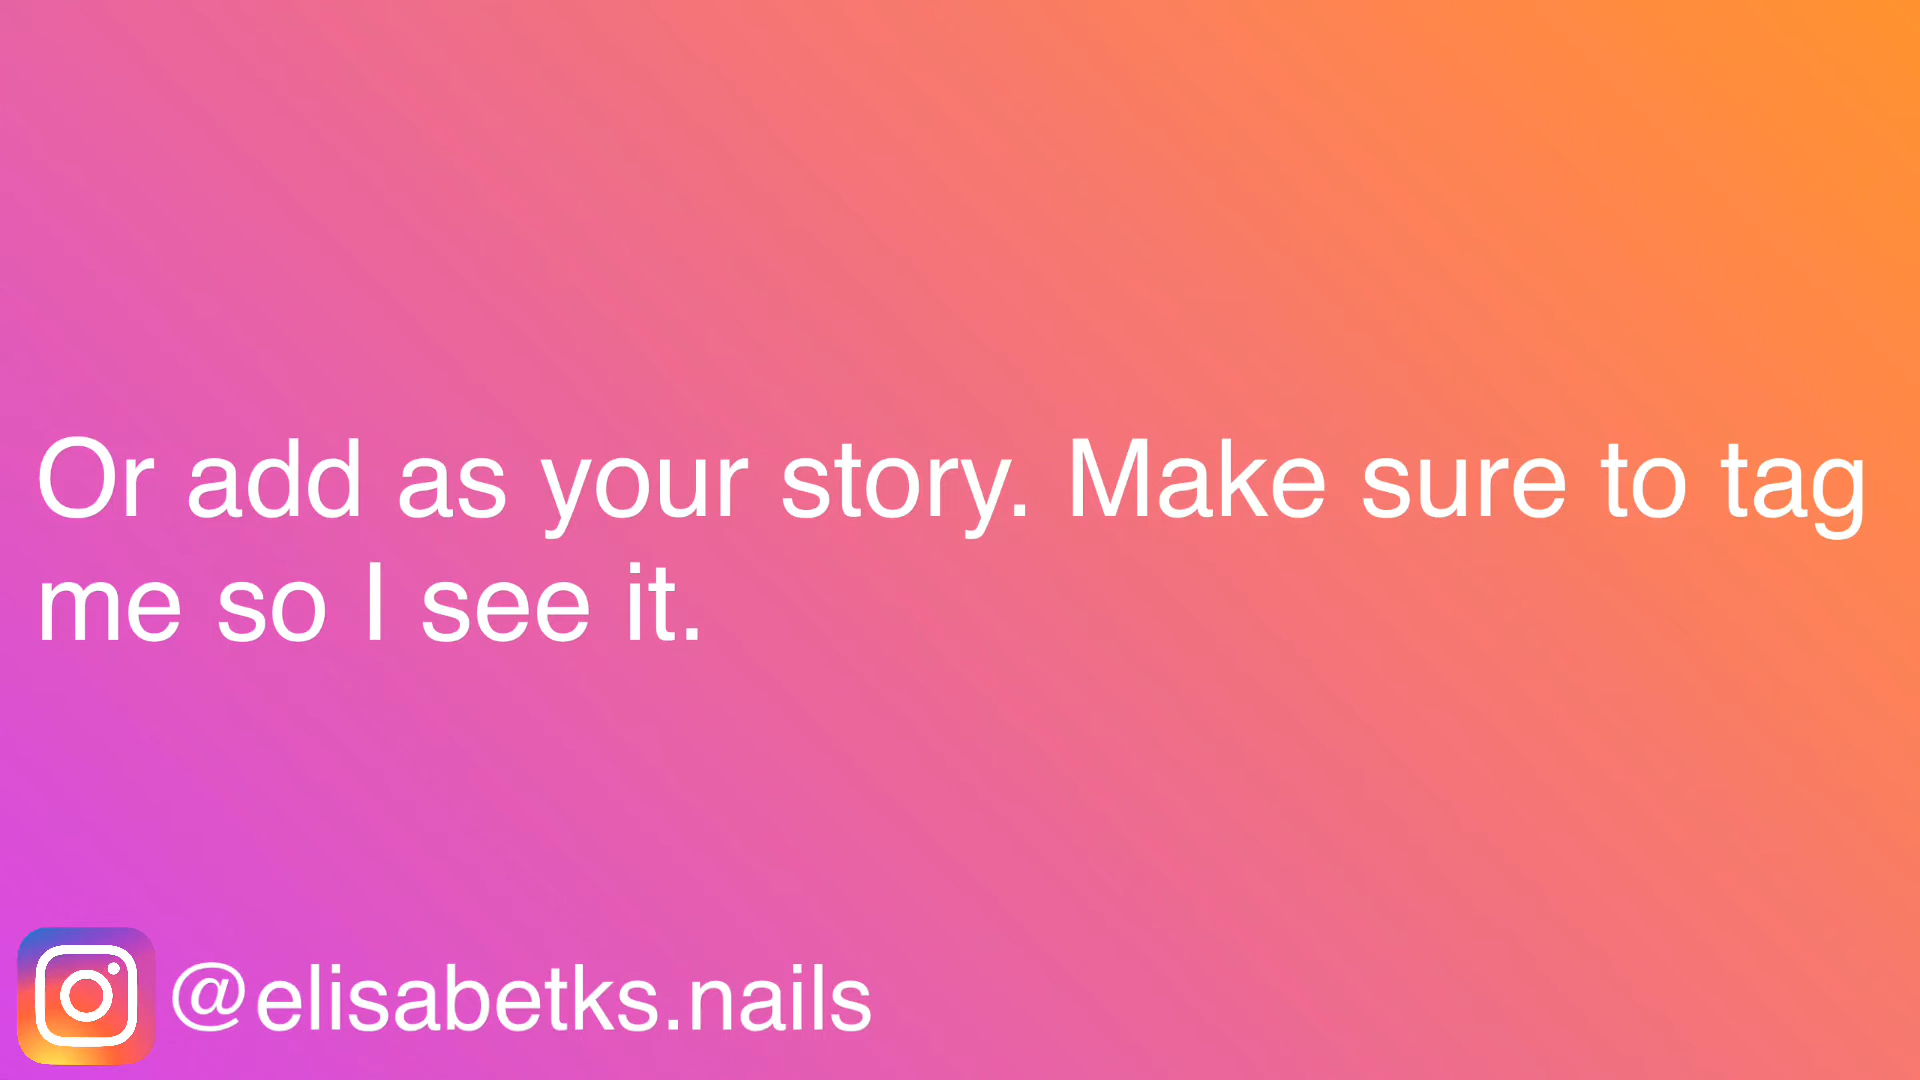 Or add as your story. Make sure to tag
me so I see it.
@elisabetks.nails